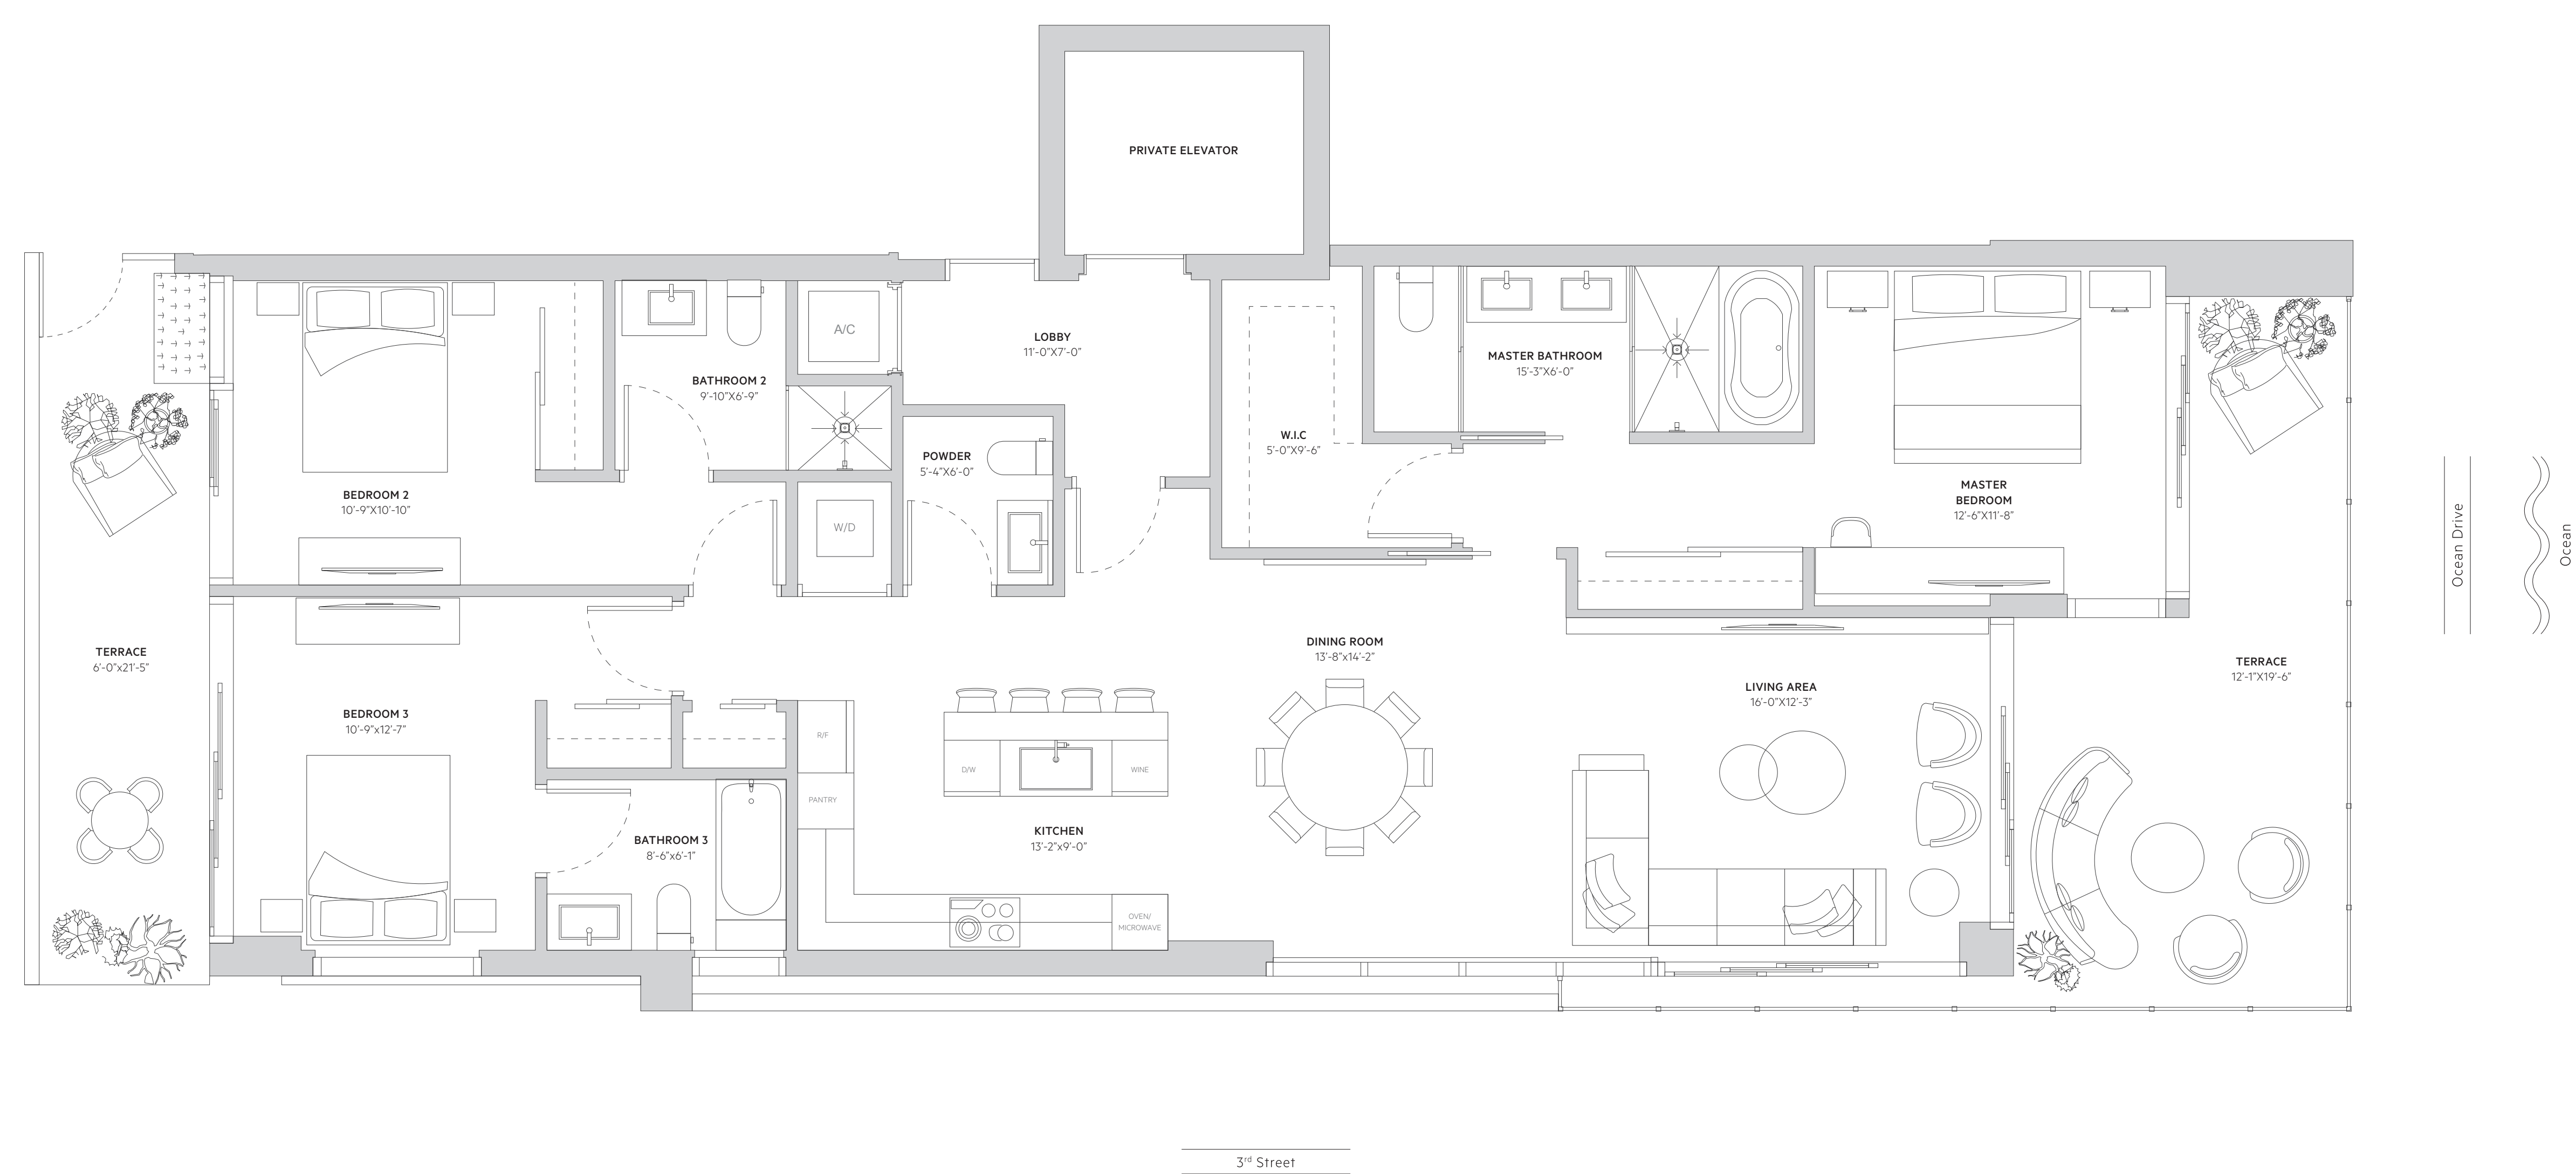 PRIVATE ELEVATOR
A/C
LOBBY
11'-0"X7'-0"
MASTER BATHROOM
15'-3"X6'-0"
BATHROOM 2
9'-10"X6'-9"
W.I.C
5'-0"X9'-6"
POWDER
5'-4"X6'-0"
BEDROOM 2
10'-9"X10'-10"
MASTER
BEDROOM
12'-6"X11'-8"
W/D
Ocean Drive
Ocean
TERRACE
6'-0"x21'-5"
DINING ROOM
13'-8"x14'-2"
TERRACE
12'-1"X19'-6"
LIVING AREA
16'-0"X12'-3"
BEDROOM 3
10'-9"x12'-7"
R/F
D/W
WINE
PANTRY
KITCHEN
13'-2"x9'-0"
BATHROOM 3
8'-6"x6'-1"
OVEN/
MICROWAVE
3rd Street